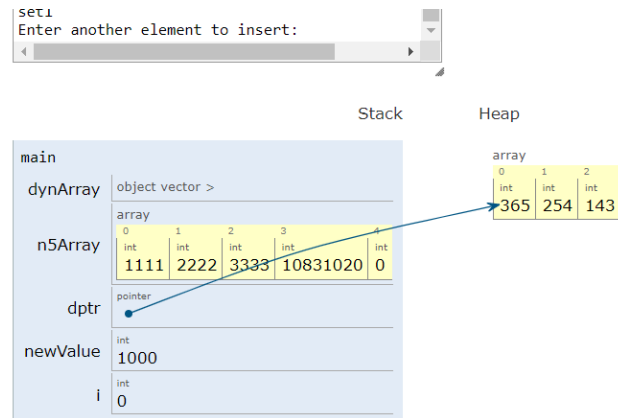 set1
Enter another element to insert:
Stack Heap
main
array
0 1 2
int int int
365 254 143
dynArray object vector >
array
0 1 2 3 4
n5Array int int int int int
1111 2222 3333 10831020 0
pointer
dptr
int
newValue 1000
int
i 0